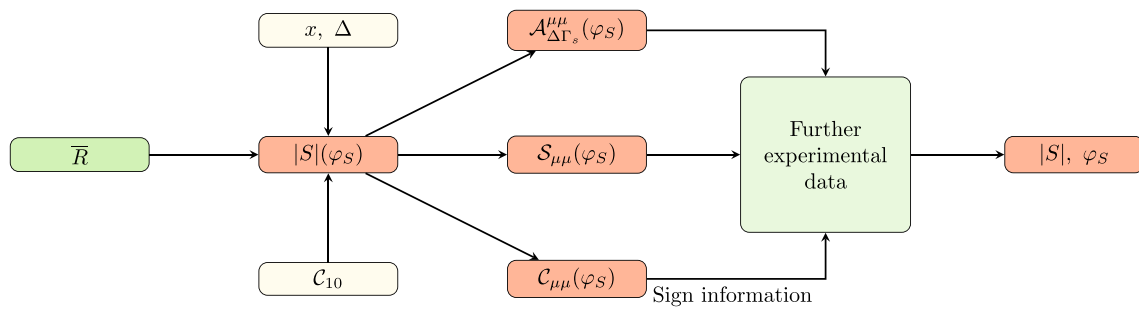 x, Δ
𝒜^{μμ}_{ΔΓ_s}(φ_S)
R̅
|S|(φ_S)
𝒮_{μμ}(φ_S)
Further
experimental
data
|S|, φ_S
𝒞_{10}
𝒞_{μμ}(φ_S)
Sign information